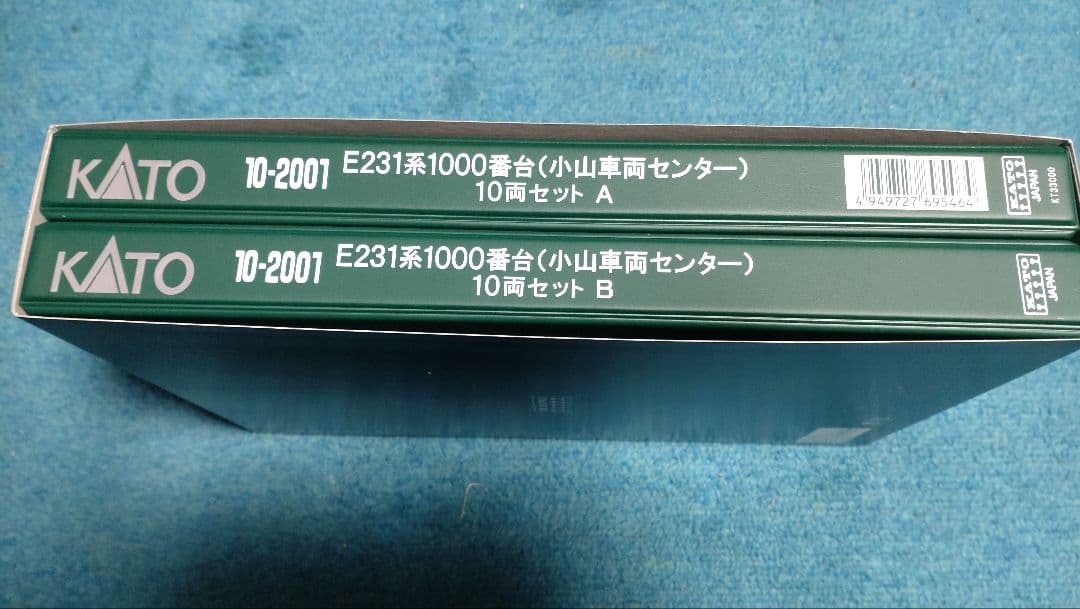 KATO 10-2001 E231系1000番台(小山車両センター)
10両セット A
4949727695464
KATO
JAPAN
KT33000
KATO 10-2001 E231系1000番台(小山車両センター)
10両セット B
KATO
JAPAN